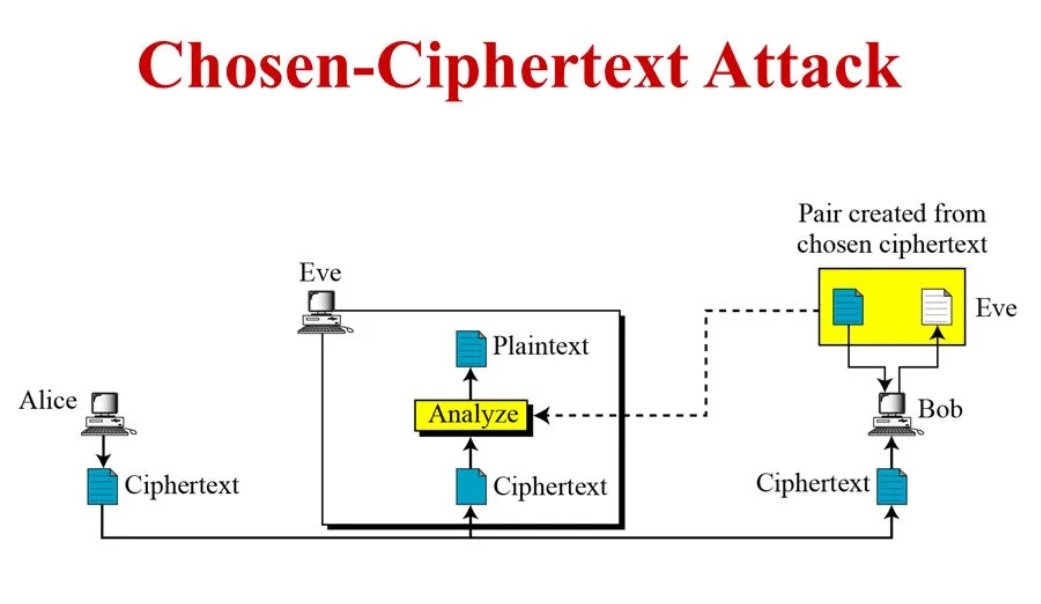 Chosen-Ciphertext Attack
Pair created from
chosen ciphertext
Eve
Eve
Plaintext
Alice
Analyze
Bob
Ciphertext
Ciphertext
Ciphertext